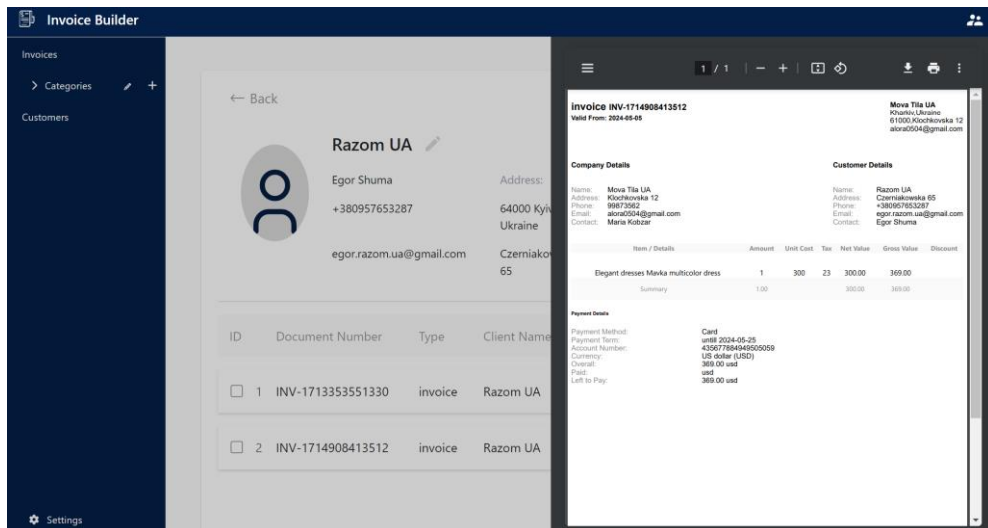 Invoice Builder
Invoices
Categories
Customers
Settings
← Back
Razom UA
Egor Shuma
+380957653287
egor.razom.ua@gmail.com
Address:
64000 Kyiv
Ukraine
Czerniakov
65
ID Document Number Type Client Name
1 INV-1713353551330 invoice Razom UA
2 INV-1714908413512 invoice Razom UA
1 / 1
invoice INV-1714908413512
Valid From: 2024-05-05
Mova Tila UA
Kharkiv,Ukraine
61000,Klochkovska 12
alora0504@gmail.com
Company Details
Name: Mova Tila UA
Address: Klochkovska 12
Phone: 99873562
Email: alora0504@gmail.com
Contact: Maria Kobzar
Customer Details
Name: Razom UA
Address: Czerniakowska 65
Phone: +380957653287
Email: egor.razom.ua@gmail.com
Contact: Egor Shuma
Item / Details Amount Unit Cost Tax Net Value Gross Value Discount
Elegant dresses Mavka multicolor dress 1 300 23 300.00 369.00
Summary 1.00 300.00 369.00
Payment Details
Payment Method: Card
Payment Term: untill 2024-05-25
Account Number: 435677884949505059
Currency: US dollar (USD)
Overall: 369.00 usd
Paid: usd
Left to Pay: 369.00 usd